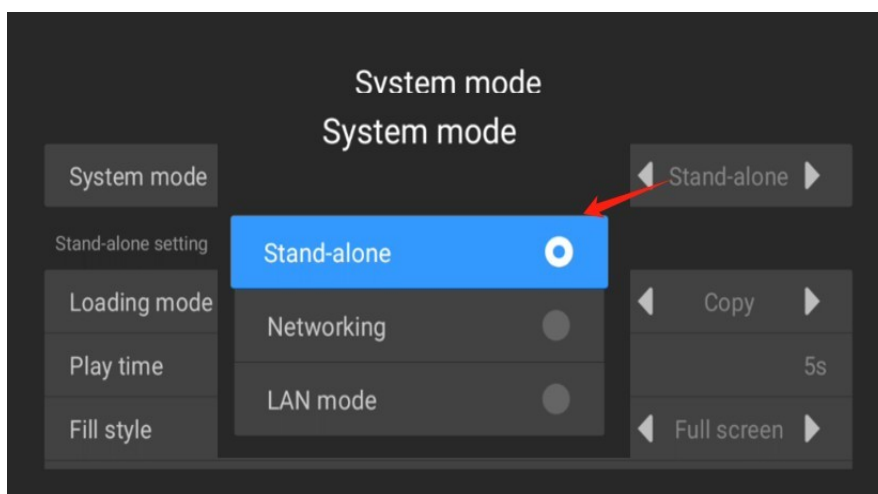 System mode
System mode
System mode
Stand-alone
Stand-alone setting
Stand-alone
Loading mode
Copy
Networking
Play time
5s
LAN mode
Fill style
Full screen